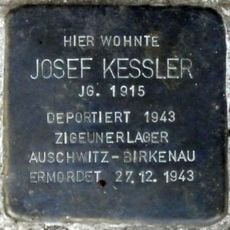 HIER WOHNTE
JOSEF KESSLER
JG. 1915
DEPORTIERT 1943
ZIGEUNERLAGER
AUSCHWITZ-BIRKENAU
ERMORDET 27.12.1943